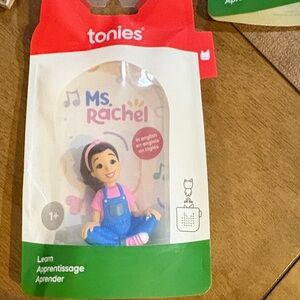 tonies®
Ms.
Rachel
in english
en anglais
en inglés
1+
Learn
Apprentissage
Aprender